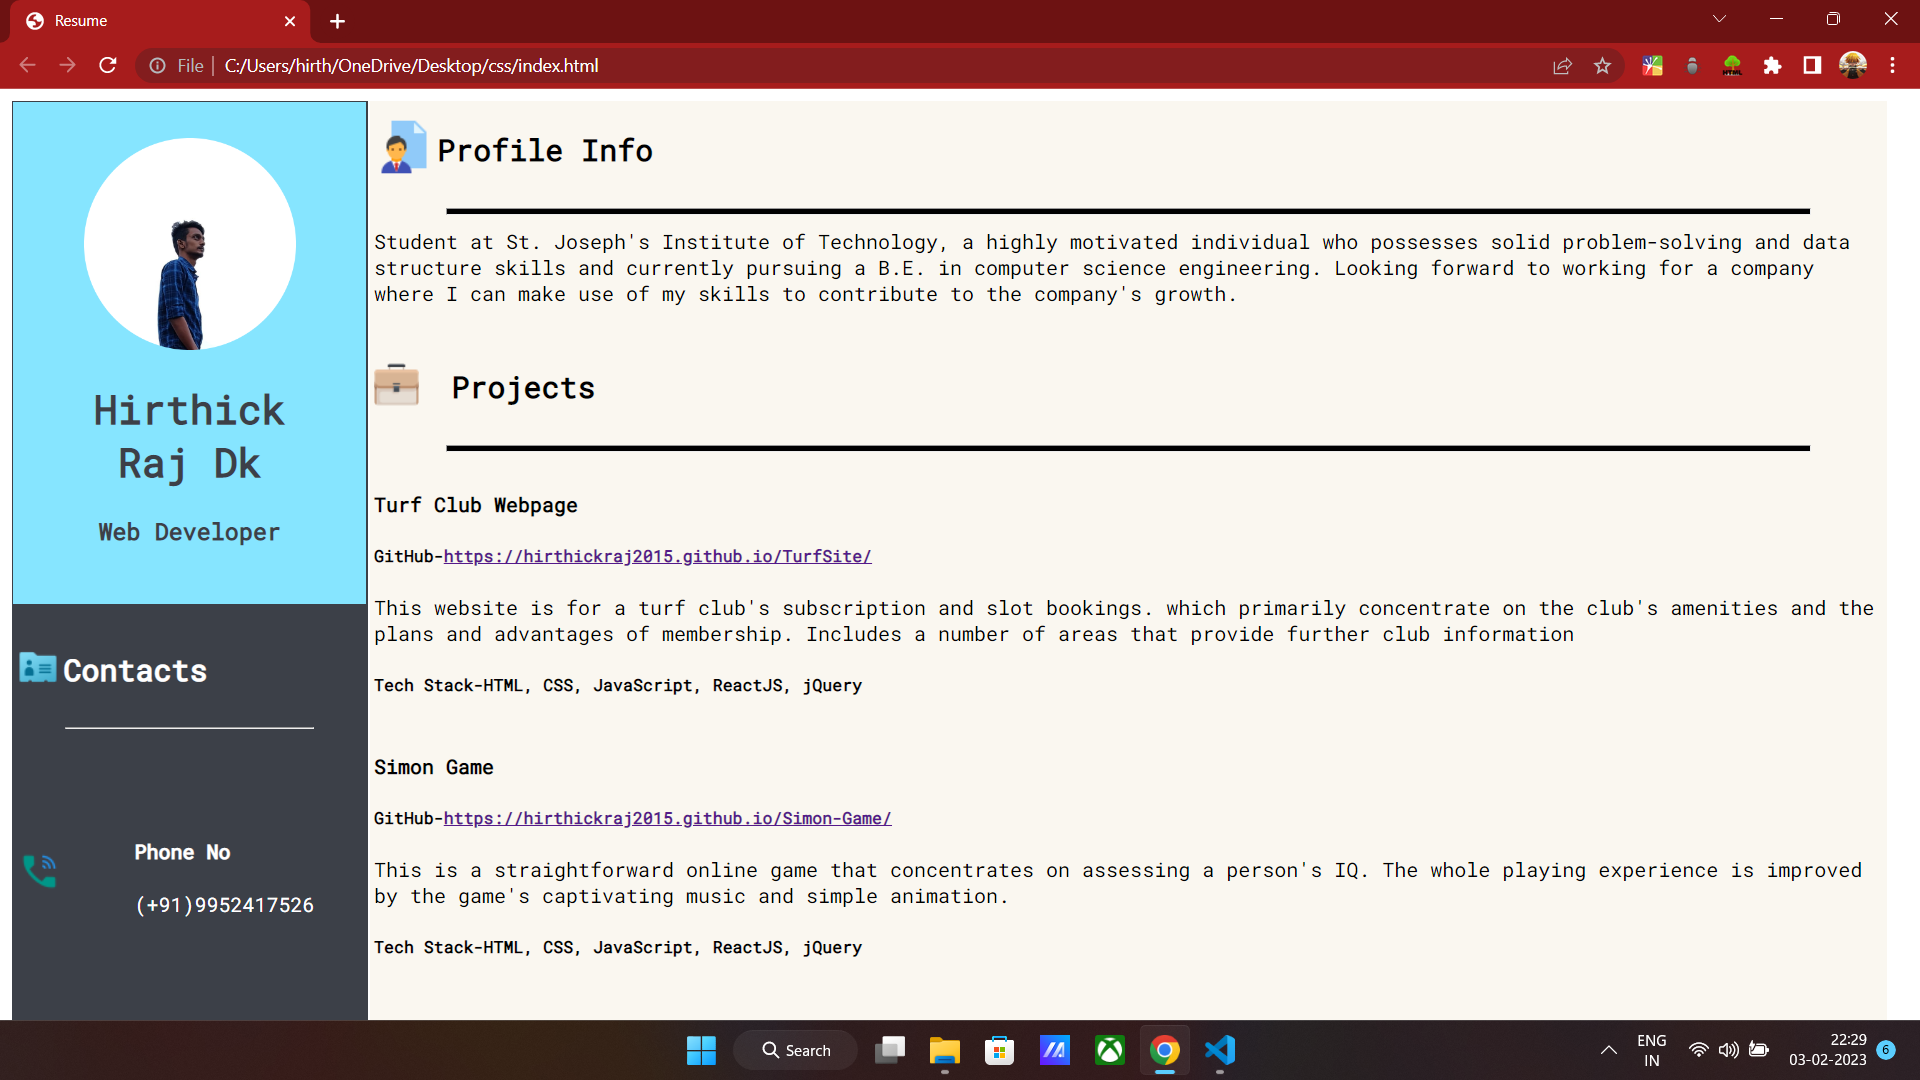 Resume
File | C:/Users/hirth/OneDrive/Desktop/css/index.html
Hirthick
Raj Dk
Web Developer
Contacts
Phone No
(+91)9952417526
Profile Info
Student at St. Joseph's Institute of Technology, a highly motivated individual who possesses solid problem-solving and data
structure skills and currently pursuing a B.E. in computer science engineering. Looking forward to working for a company
where I can make use of my skills to contribute to the company's growth.
Projects
Turf Club Webpage
GitHub-https://hirthickraj2015.github.io/TurfSite/
This website is for a turf club's subscription and slot bookings. which primarily concentrate on the club's amenities and the
plans and advantages of membership. Includes a number of areas that provide further club information
Tech Stack-HTML, CSS, JavaScript, ReactJS, jQuery
Simon Game
GitHub-https://hirthickraj2015.github.io/Simon-Game/
This is a straightforward online game that concentrates on assessing a person's IQ. The whole playing experience is improved
by the game's captivating music and simple animation.
Tech Stack-HTML, CSS, JavaScript, ReactJS, jQuery
Search
ENG
IN
22:29
03-02-2023
6